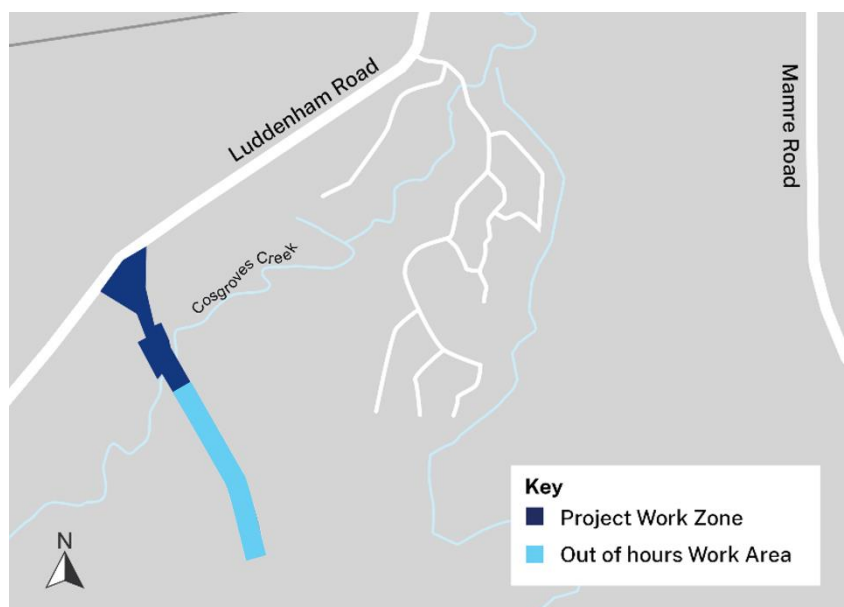 Luddenham Road
Mamre Road
Cosgroves Creek
Key
Project Work Zone
Out of hours Work Area
N